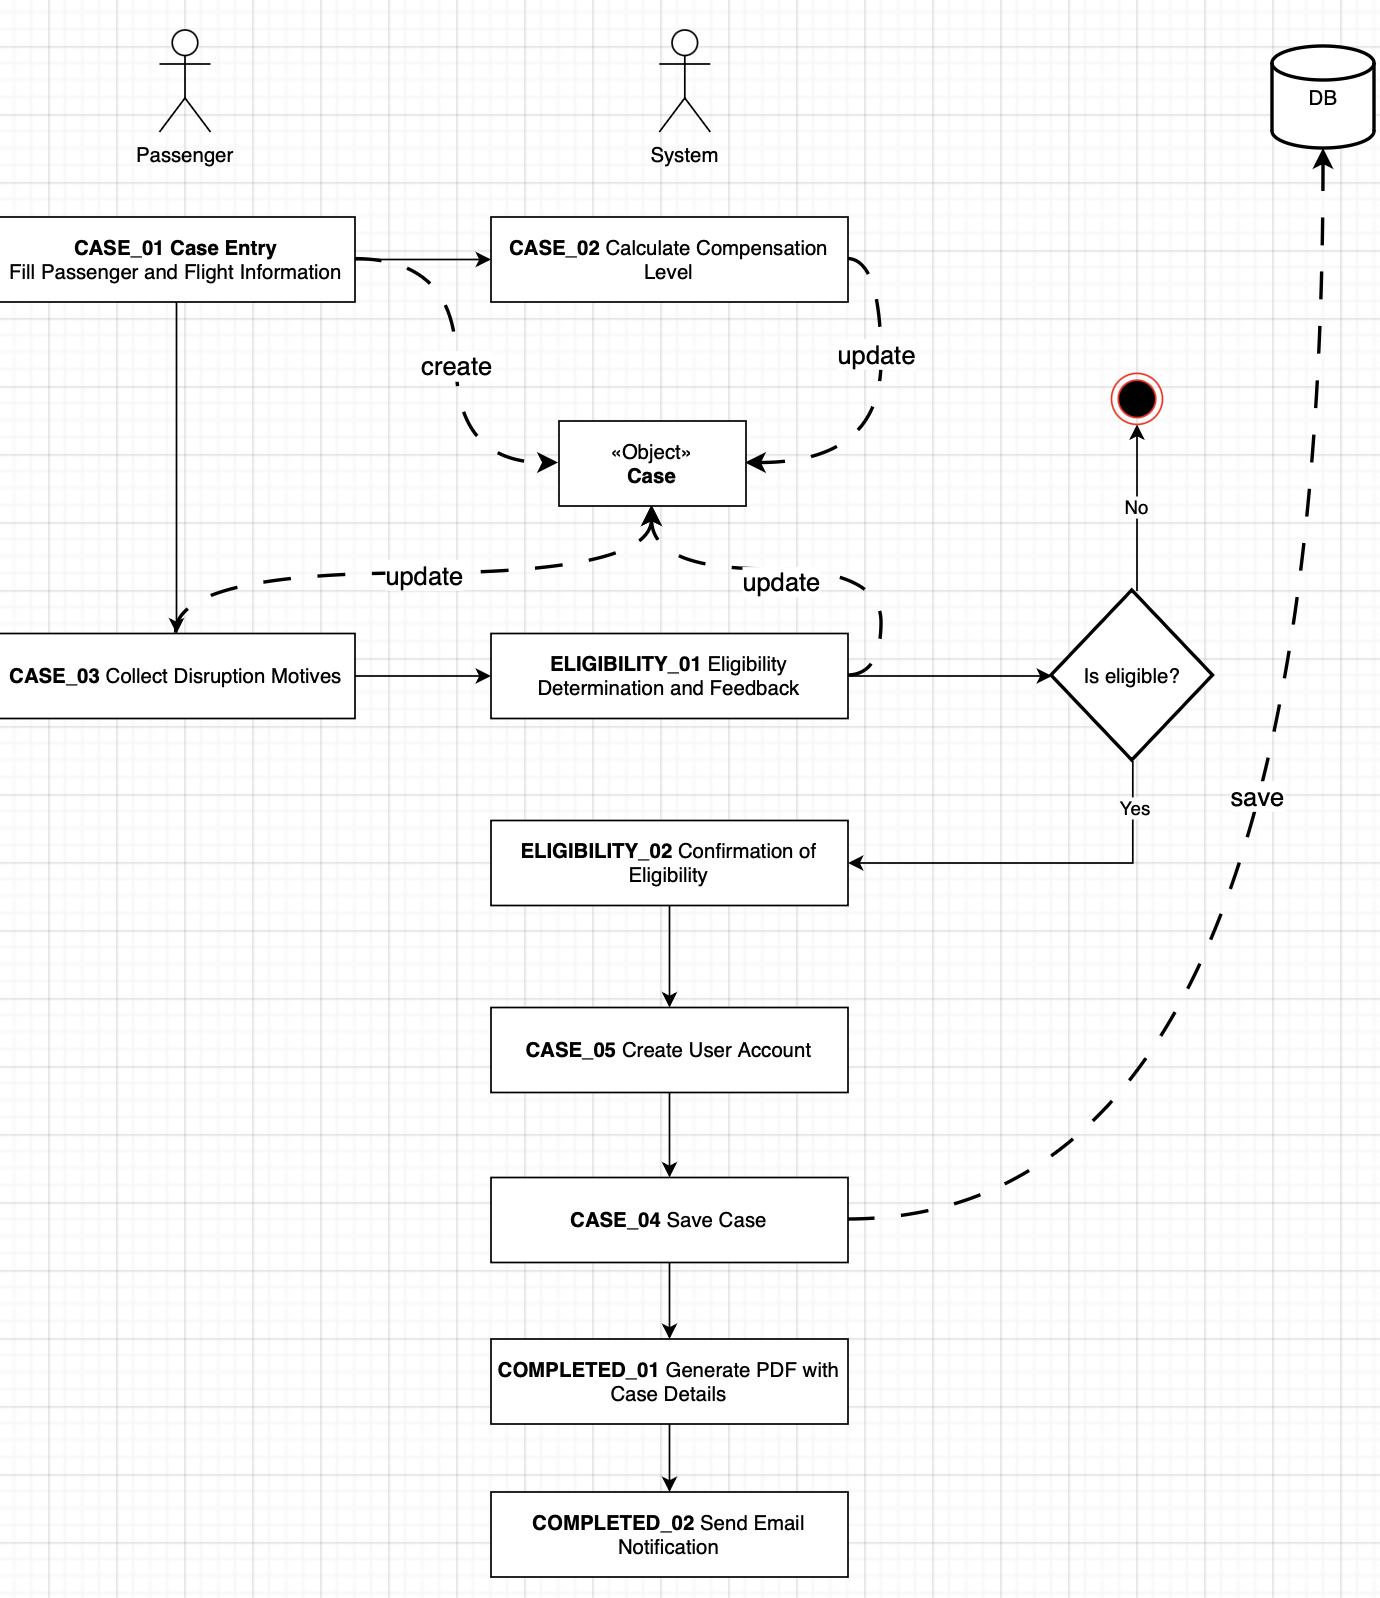 Passenger
System
DB
CASE_01 Case Entry
Fill Passenger and Flight Information
CASE_02 Calculate Compensation
Level
create
update
«Object»
Case
No
update
update
CASE_03 Collect Disruption Motives
ELIGIBILITY_01 Eligibility
Determination and Feedback
Is eligible?
save
Yes
ELIGIBILITY_02 Confirmation of
Eligibility
CASE_05 Create User Account
CASE_04 Save Case
COMPLETED_01 Generate PDF with
Case Details
COMPLETED_02 Send Email
Notification